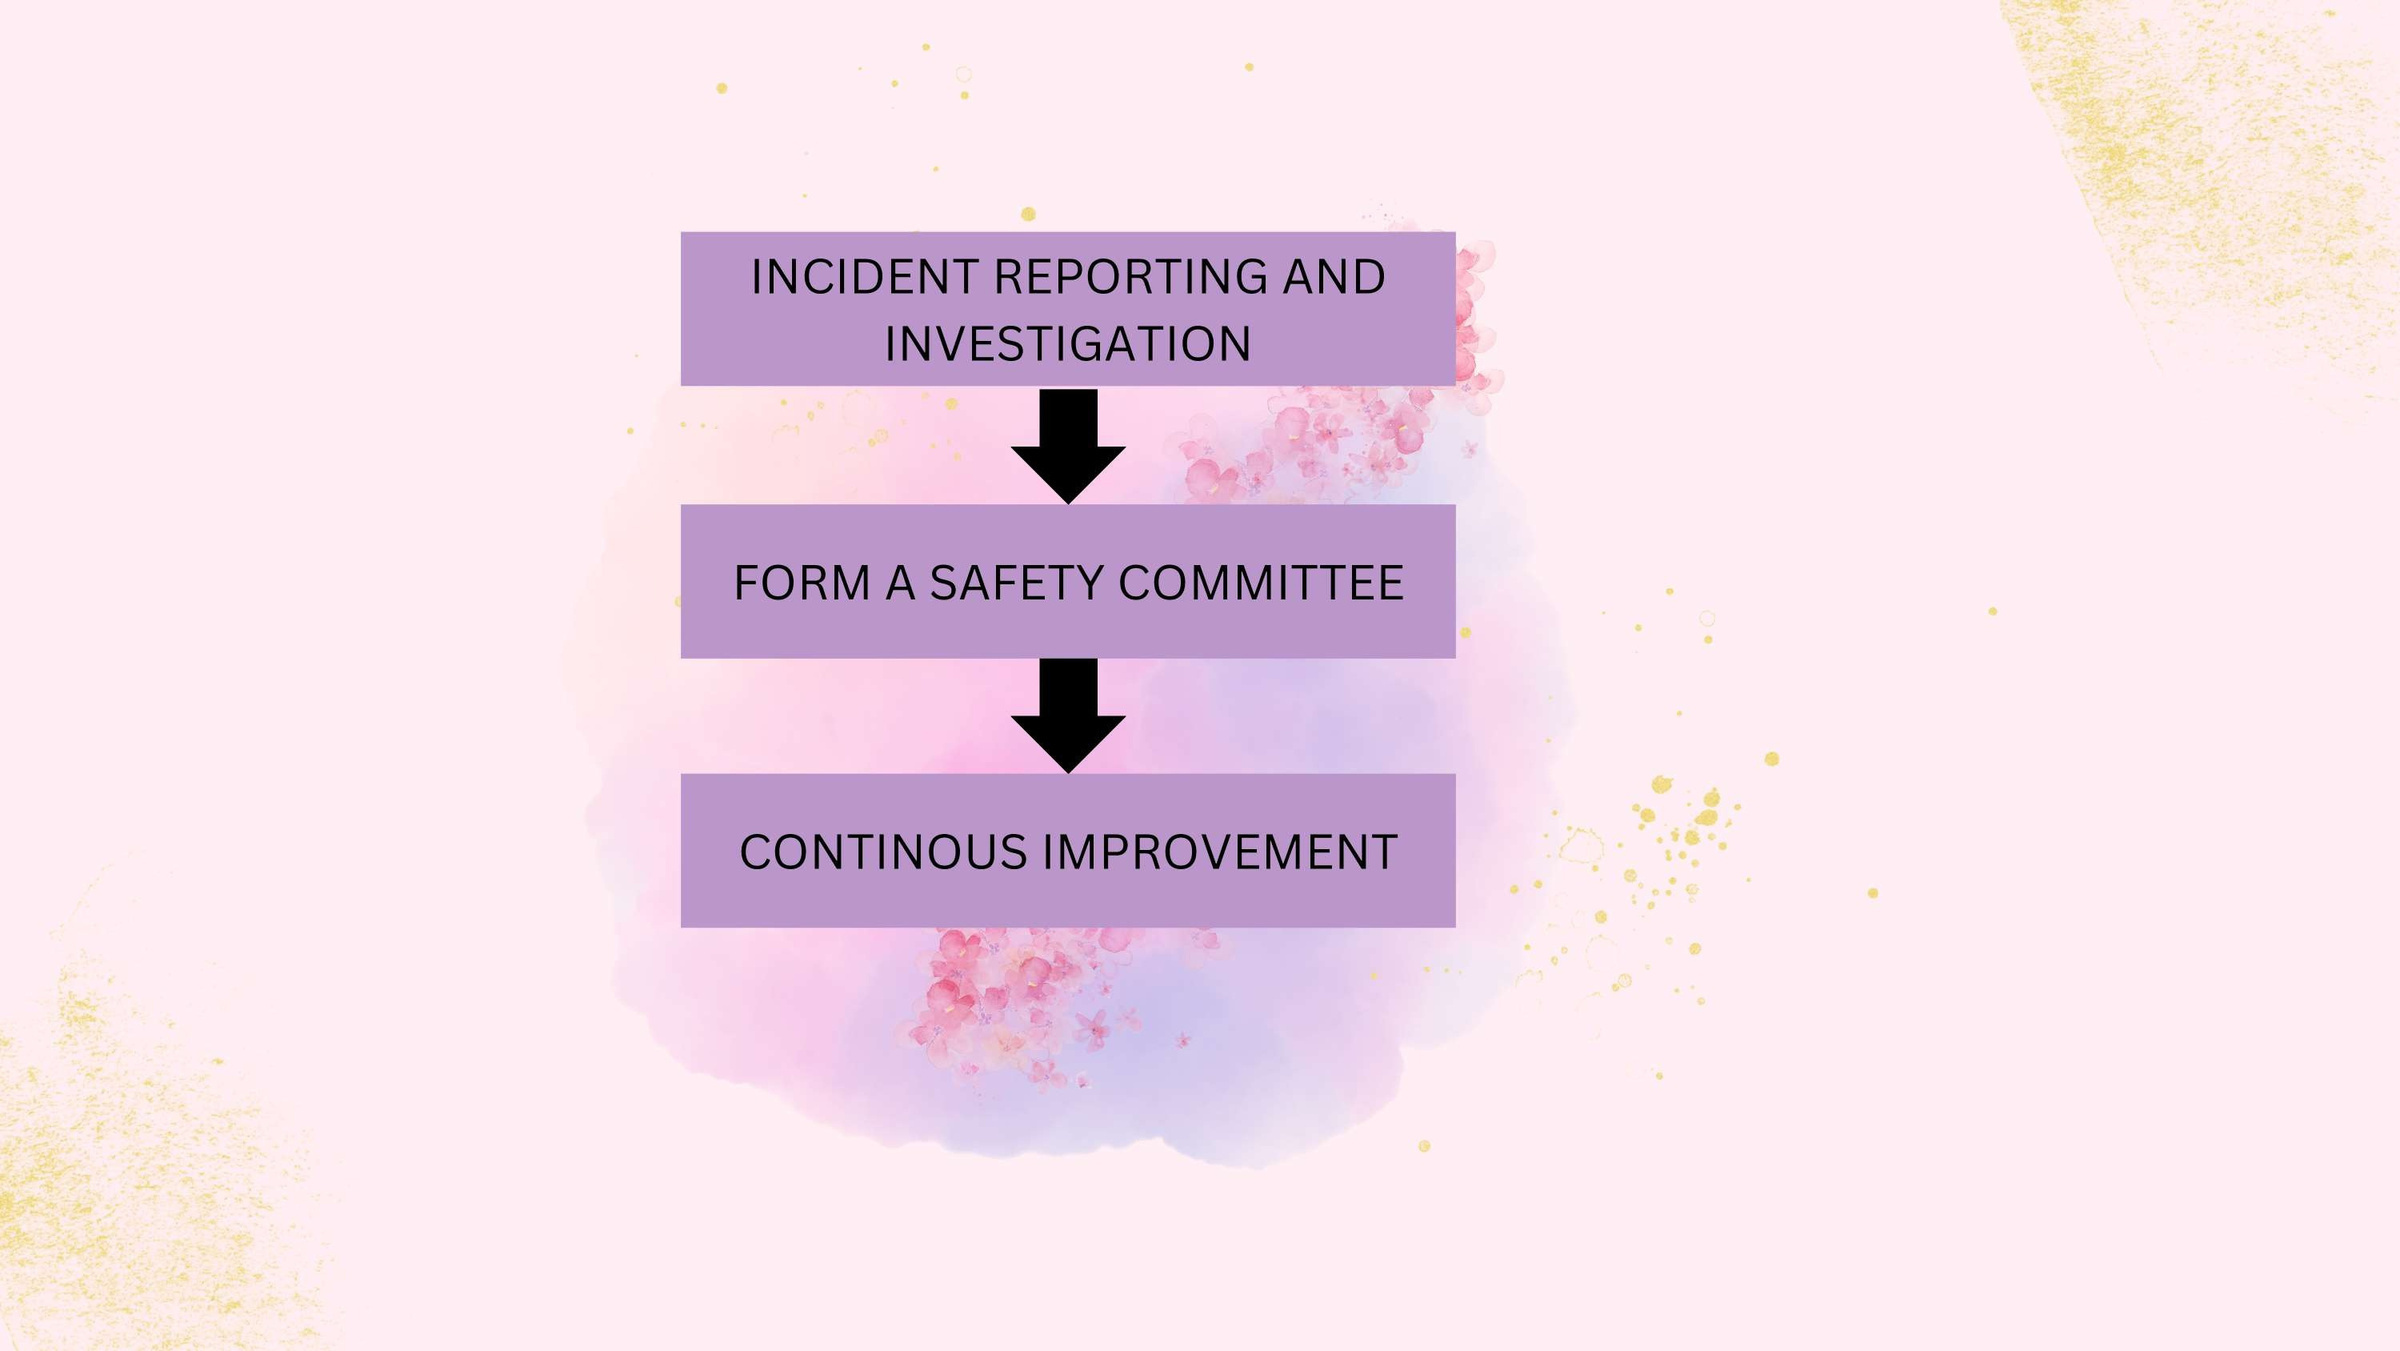 INCIDENT REPORTING AND
INVESTIGATION
FORM A SAFETY COMMITTEE
CONTINOUS IMPROVEMENT